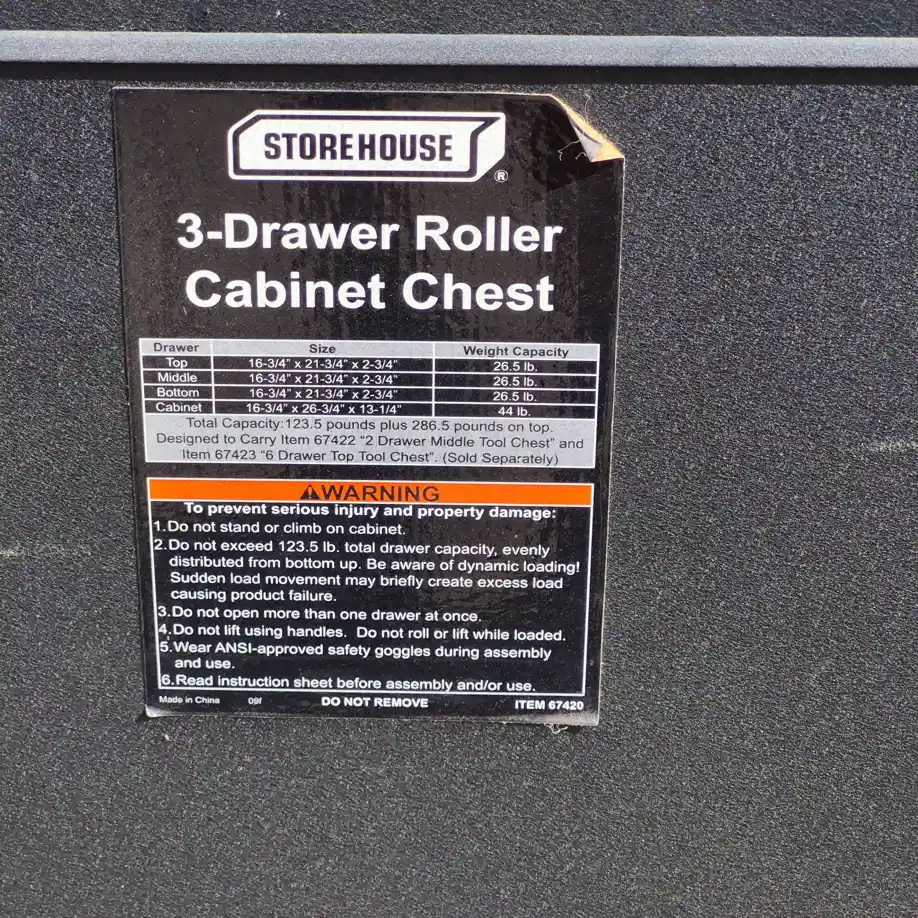 STOREHOUSE
®
3-Drawer Roller
Cabinet Chest
Drawer Size Weight Capacity
Top 16-3/4" x 21-3/4" x 2-3/4" 26.5 lb.
Middle 16-3/4" x 21-3/4" x 2-3/4" 26.5 lb.
Bottom 16-3/4" x 21-3/4" x 2-3/4" 26.5 lb.
Cabinet 16-3/4" x 26-3/4" x 13-1/4" 44 lb.
Total Capacity:123.5 pounds plus 286.5 pounds on top.
Designed to Carry Item 67422 "2 Drawer Middle Tool Chest" and
Item 67423 "6 Drawer Top Tool Chest". (Sold Separately)
⚠WARNING
To prevent serious injury and property damage:
1.Do not stand or climb on cabinet.
2.Do not exceed 123.5 lb. total drawer capacity, evenly
distributed from bottom up. Be aware of dynamic loading!
Sudden load movement may briefly create excess load
causing product failure.
3.Do not open more than one drawer at once.
4.Do not lift using handles. Do not roll or lift while loaded.
5.Wear ANSI-approved safety goggles during assembly
and use.
6.Read instruction sheet before assembly and/or use.
Made in China 09f DO NOT REMOVE ITEM 67420